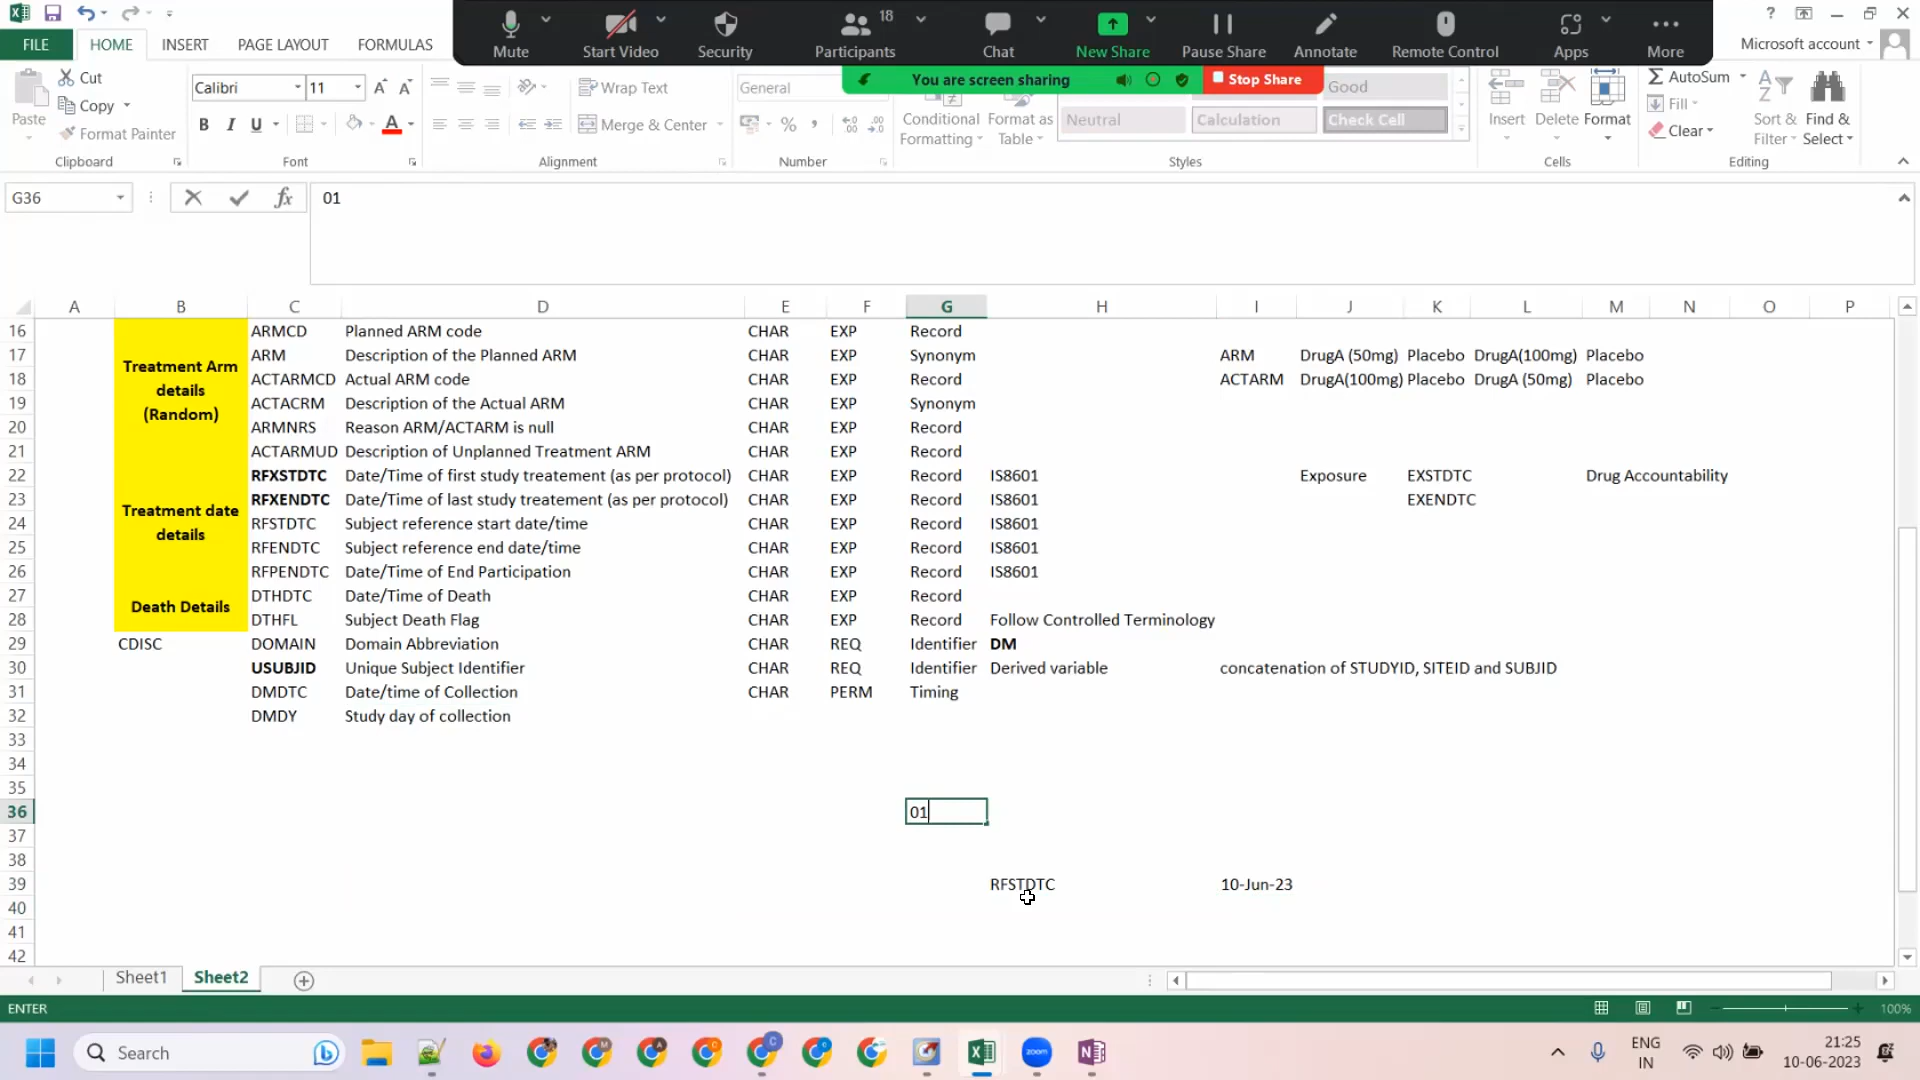 18
Mute
Start Video
Security
Participants
Chat
New Share
Pause Share
Annotate
Remote Control
Apps
More
You are screen sharing
Stop Share
Microsoft account
FILE
HOME
INSERT
PAGE LAYOUT
FORMULAS
Paste
Cut
Copy
Format Painter
Calibri
11
B I U
Wrap Text
Merge & Center
General
Conditional Formatting
Format as Table
Good
Neutral
Calculation
Check Cell
Insert
Delete
Format
AutoSum
Fill
Clear
Sort & Filter
Find & Select
Clipboard
Font
Alignment
Number
Styles
Cells
Editing
G36
01
A B C D E F G H I J K L M N O P
16 ARMCD Planned ARM code CHAR EXP Record
17 ARM Description of the Planned ARM CHAR EXP Synonym ARM DrugA (50mg) Placebo DrugA(100mg) Placebo
Treatment Arm details (Random)
18 ACTARMCD Actual ARM code CHAR EXP Record ACTARM DrugA(100mg) Placebo DrugA (50mg) Placebo
19 ACTACRM Description of the Actual ARM CHAR EXP Synonym
20 ARMNRS Reason ARM/ACTARM is null CHAR EXP Record
21 ACTARMUD Description of Unplanned Treatment ARM CHAR EXP Record
22 RFXSTDTC Date/Time of first study treatement (as per protocol) CHAR EXP Record IS8601 Exposure EXSTDTC Drug Accountability
23 RFXENDTC Date/Time of last study treatement (as per protocol) CHAR EXP Record IS8601 EXENDTC
Treatment date details
24 RFSTDTC Subject reference start date/time CHAR EXP Record IS8601
25 RFENDTC Subject reference end date/time CHAR EXP Record IS8601
26 RFPENDTC Date/Time of End Participation CHAR EXP Record IS8601
27 DTHDTC Date/Time of Death CHAR EXP Record
Death Details
28 DTHFL Subject Death Flag CHAR EXP Record Follow Controlled Terminology
29 CDISC DOMAIN Domain Abbreviation CHAR REQ Identifier DM
30 USUBJID Unique Subject Identifier CHAR REQ Identifier Derived variable concatenation of STUDYID, SITEID and SUBJID
31 DMDTC Date/time of Collection CHAR PERM Timing
32 DMDY Study day of collection
33
34
35
36 01
37
38
39 RFSTDTC 10-Jun-23
40
41
42
Sheet1
Sheet2
ENTER
100%
Search
zoom
ENG
IN
21:25
10-06-2023